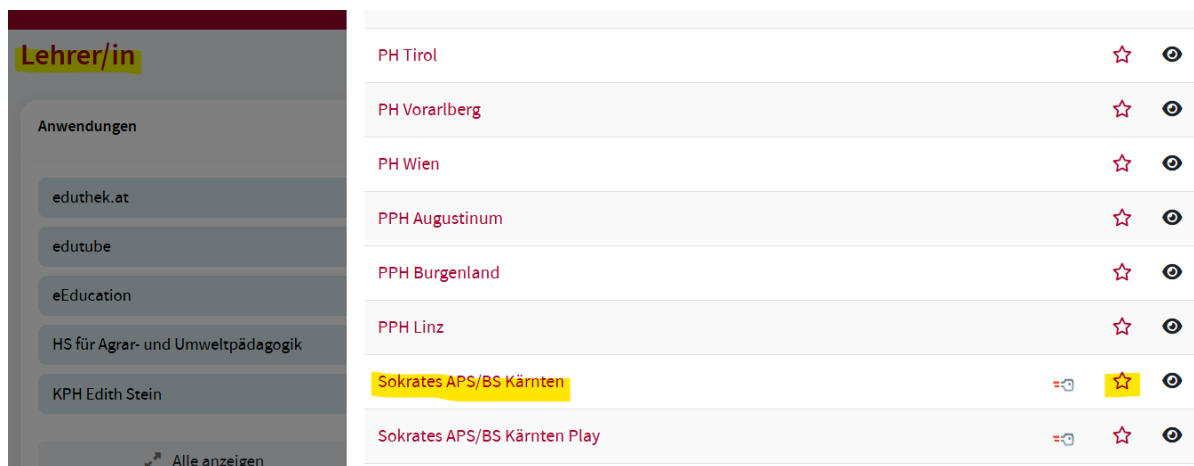 Lehrer/in
Anwendungen
eduthek.at
edutube
eEducation
HS für Agrar- und Umweltpädagogik
KPH Edith Stein
Alle anzeigen
PH Tirol
PH Vorarlberg
PH Wien
PPH Augustinum
PPH Burgenland
PPH Linz
Sokrates APS/BS Kärnten
Sokrates APS/BS Kärnten Play